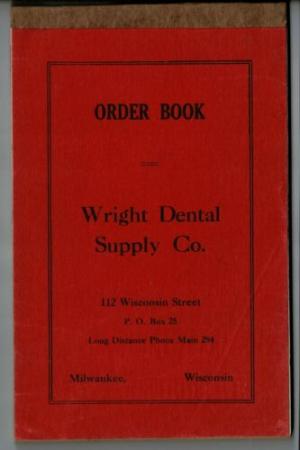 ORDER BOOK
Wright Dental
Supply Co.
112 Wisconsin Street
P. O. Box 25
Long Distance Phone Main 294
Milwaukee, Wisconsin